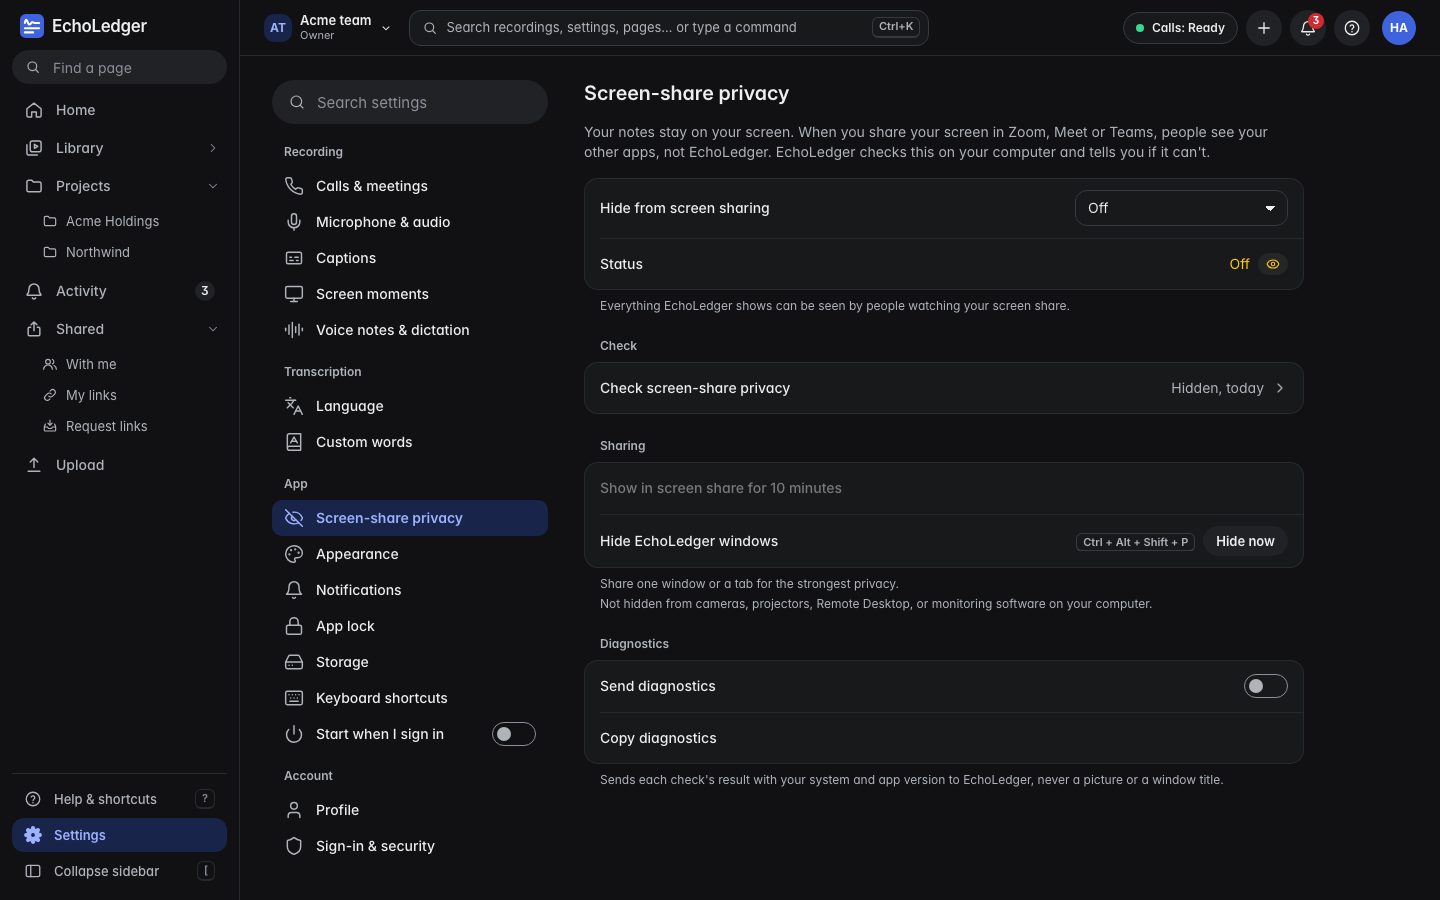 EchoLedger
Find a page
Home
Library
Projects
Acme Holdings
Northwind
Activity
3
Shared
With me
My links
Request links
Upload
Help & shortcuts
?
Settings
Collapse sidebar
[
AT
Acme team
Owner
Search recordings, settings, pages... or type a command
Ctrl+K
Calls: Ready
3
HA
Search settings
Recording
Calls & meetings
Microphone & audio
Captions
Screen moments
Voice notes & dictation
Transcription
Language
Custom words
App
Screen-share privacy
Appearance
Notifications
App lock
Storage
Keyboard shortcuts
Start when I sign in
Account
Profile
Sign-in & security
Screen-share privacy
Your notes stay on your screen. When you share your screen in Zoom, Meet or Teams, people see your
other apps, not EchoLedger. EchoLedger checks this on your computer and tells you if it can't.
Hide from screen sharing
Off
Status
Off
Everything EchoLedger shows can be seen by people watching your screen share.
Check
Check screen-share privacy
Hidden, today
Sharing
Show in screen share for 10 minutes
Hide EchoLedger windows
Ctrl + Alt + Shift + P
Hide now
Share one window or a tab for the strongest privacy.
Not hidden from cameras, projectors, Remote Desktop, or monitoring software on your computer.
Diagnostics
Send diagnostics
Copy diagnostics
Sends each check's result with your system and app version to EchoLedger, never a picture or a window title.